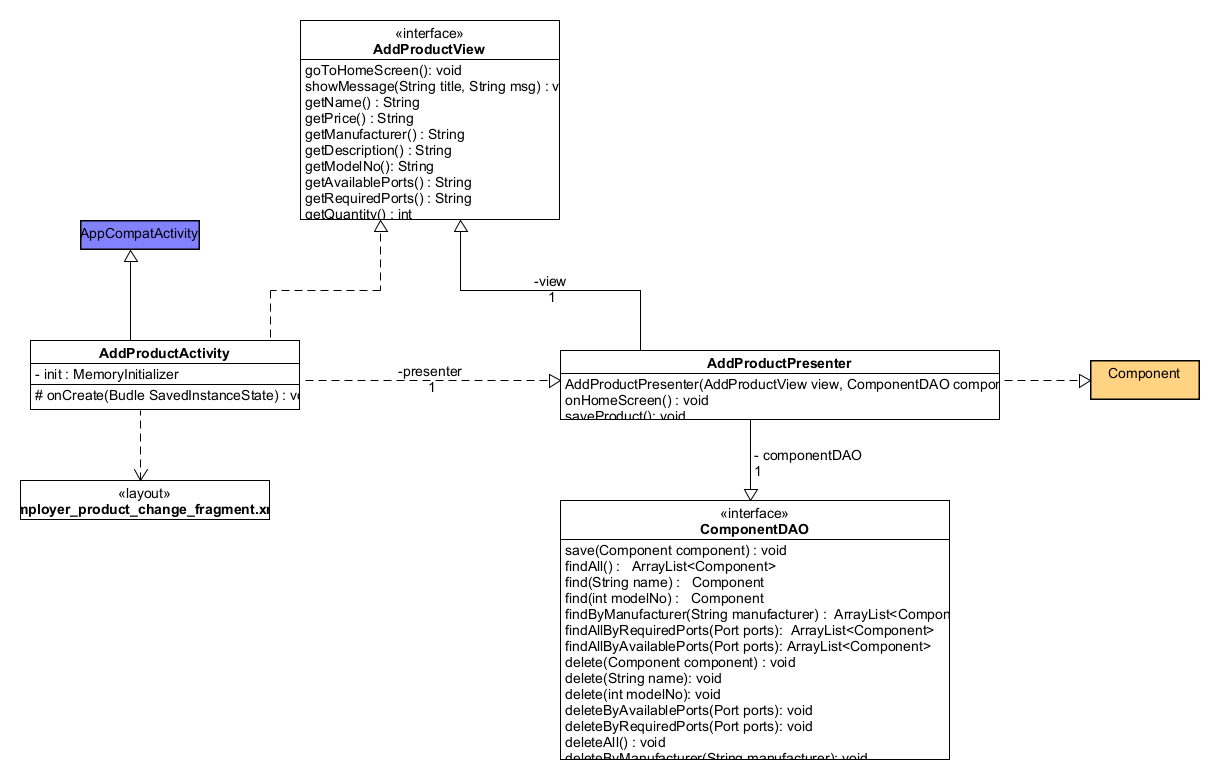 «interface»
AddProductView
goToHomeScreen(): void
showMessage(String title, String msg) : v
getName() : String
getPrice() : String
getManufacturer() : String
getDescription() : String
getModelNo(): String
getAvailablePorts() : String
getRequiredPorts() : String
getQuantity() : int
AppCompatActivity
-view
1
AddProductActivity
- init : MemoryInitializer
# onCreate(Budle SavedInstanceState) : vo
-presenter
1
AddProductPresenter
AddProductPresenter(AddProductView view, ComponentDAO compor
onHomeScreen() : void
saveProduct(): void
Component
- componentDAO
1
«layout»
mployer_product_change_fragment.xm
«interface»
ComponentDAO
save(Component component) : void
findAll() : ArrayList<Component>
find(String name) : Component
find(int modelNo) : Component
findByManufacturer(String manufacturer) : ArrayList<Compon
findAllByRequiredPorts(Port ports): ArrayList<Component>
findAllByAvailablePorts(Port ports): ArrayList<Component>
delete(Component component) : void
delete(String name): void
delete(int modelNo): void
deleteByAvailablePorts(Port ports): void
deleteByRequiredPorts(Port ports): void
deleteAll() : void
deleteByManufacturer(String manufacturer): void